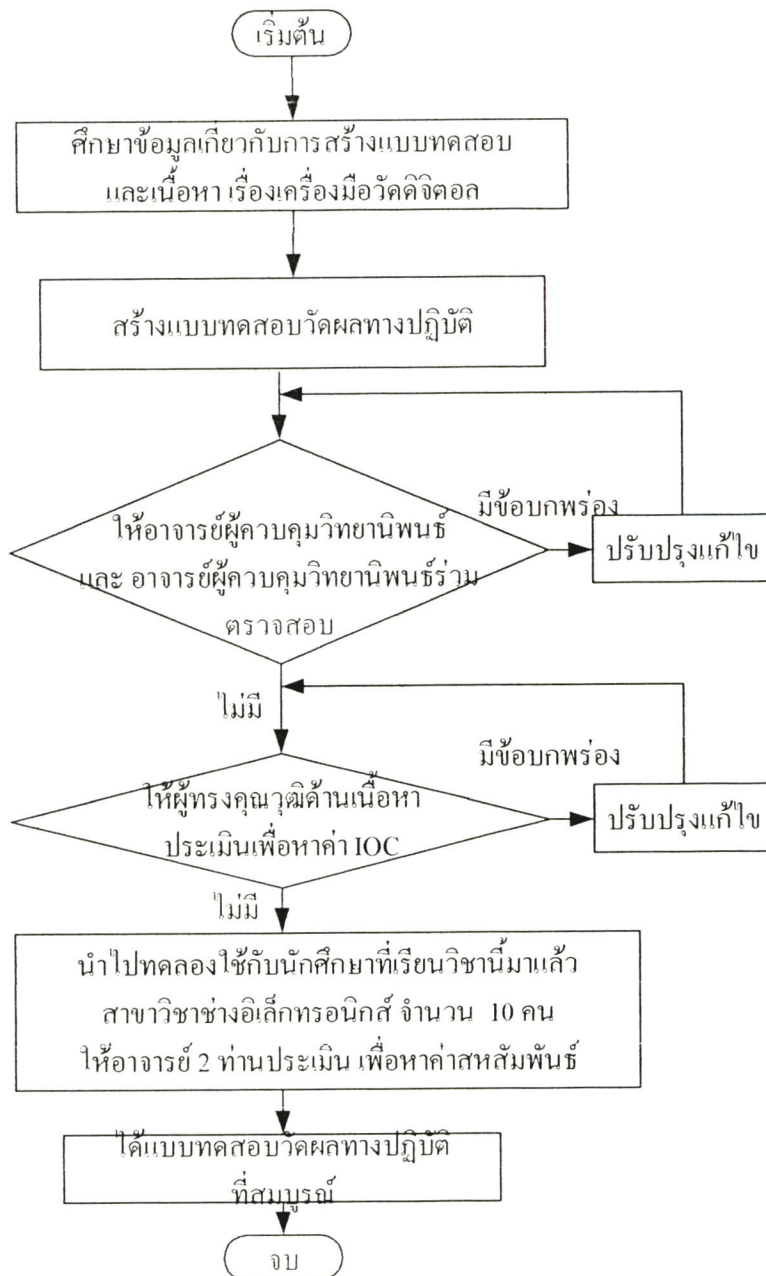 เริ่มต้น
ศึกษาข้อมูลเกี่ยวกับการสร้างแบบทดสอบ
และเนื้อหา เรื่องเครื่องมือวัดดิจิตอล
สร้างแบบทดสอบวัดผลทางปฏิบัติ
มีข้อบกพร่อง
ให้อาจารย์ผู้ควบคุมวิทยานิพนธ์
และ อาจารย์ผู้ควบคุมวิทยานิพนธ์ร่วม
ตรวจสอบ
ปรับปรุงแก้ไข
ไม่มี
มีข้อบกพร่อง
ให้ผู้ทรงคุณวุฒิด้านเนื้อหา
ประเมินเพื่อหาค่า IOC
ปรับปรุงแก้ไข
ไม่มี
นำไปทดลองใช้กับนักศึกษาที่เรียนวิชานี้มาแล้ว
สาขาวิชาช่างอิเล็กทรอนิกส์ จำนวน 10 คน
ให้อาจารย์ 2 ท่านประเมิน เพื่อหาค่าสหสัมพันธ์
ได้แบบทดสอบวัดผลทางปฏิบัติ
ที่สมบูรณ์
จบ